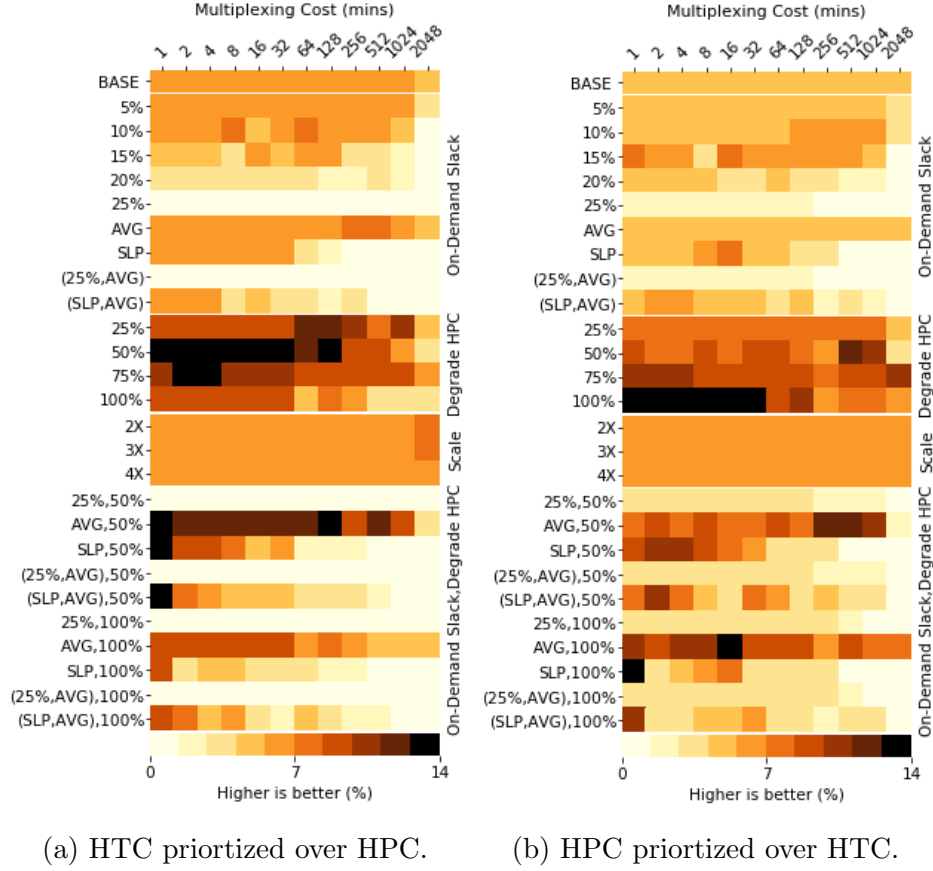 Multiplexing Cost (mins)
1 2 4 8 16 32 64 128 256 512 1024 2048
BASE
5%
10%
15%
20%
25%
AVG
SLP
(25%,AVG)
(SLP,AVG)
On-Demand Slack
25%
50%
75%
100%
Degrade HPC
2X
3X
4X
Scale
25%,50%
AVG,50%
SLP,50%
(25%,AVG),50%
(SLP,AVG),50%
25%,100%
AVG,100%
SLP,100%
(25%,AVG),100%
(SLP,AVG),100%
On-Demand Slack,Degrade HPC
0 7 14
Higher is better (%)
(a) HTC priortized over HPC.
Multiplexing Cost (mins)
1 2 4 8 16 32 64 128 256 512 1024 2048
BASE
5%
10%
15%
20%
25%
AVG
SLP
(25%,AVG)
(SLP,AVG)
On-Demand Slack
25%
50%
75%
100%
Degrade HPC
2X
3X
4X
Scale
25%,50%
AVG,50%
SLP,50%
(25%,AVG),50%
(SLP,AVG),50%
25%,100%
AVG,100%
SLP,100%
(25%,AVG),100%
(SLP,AVG),100%
On-Demand Slack,Degrade HPC
0 7 14
Higher is better (%)
(b) HPC priortized over HTC.